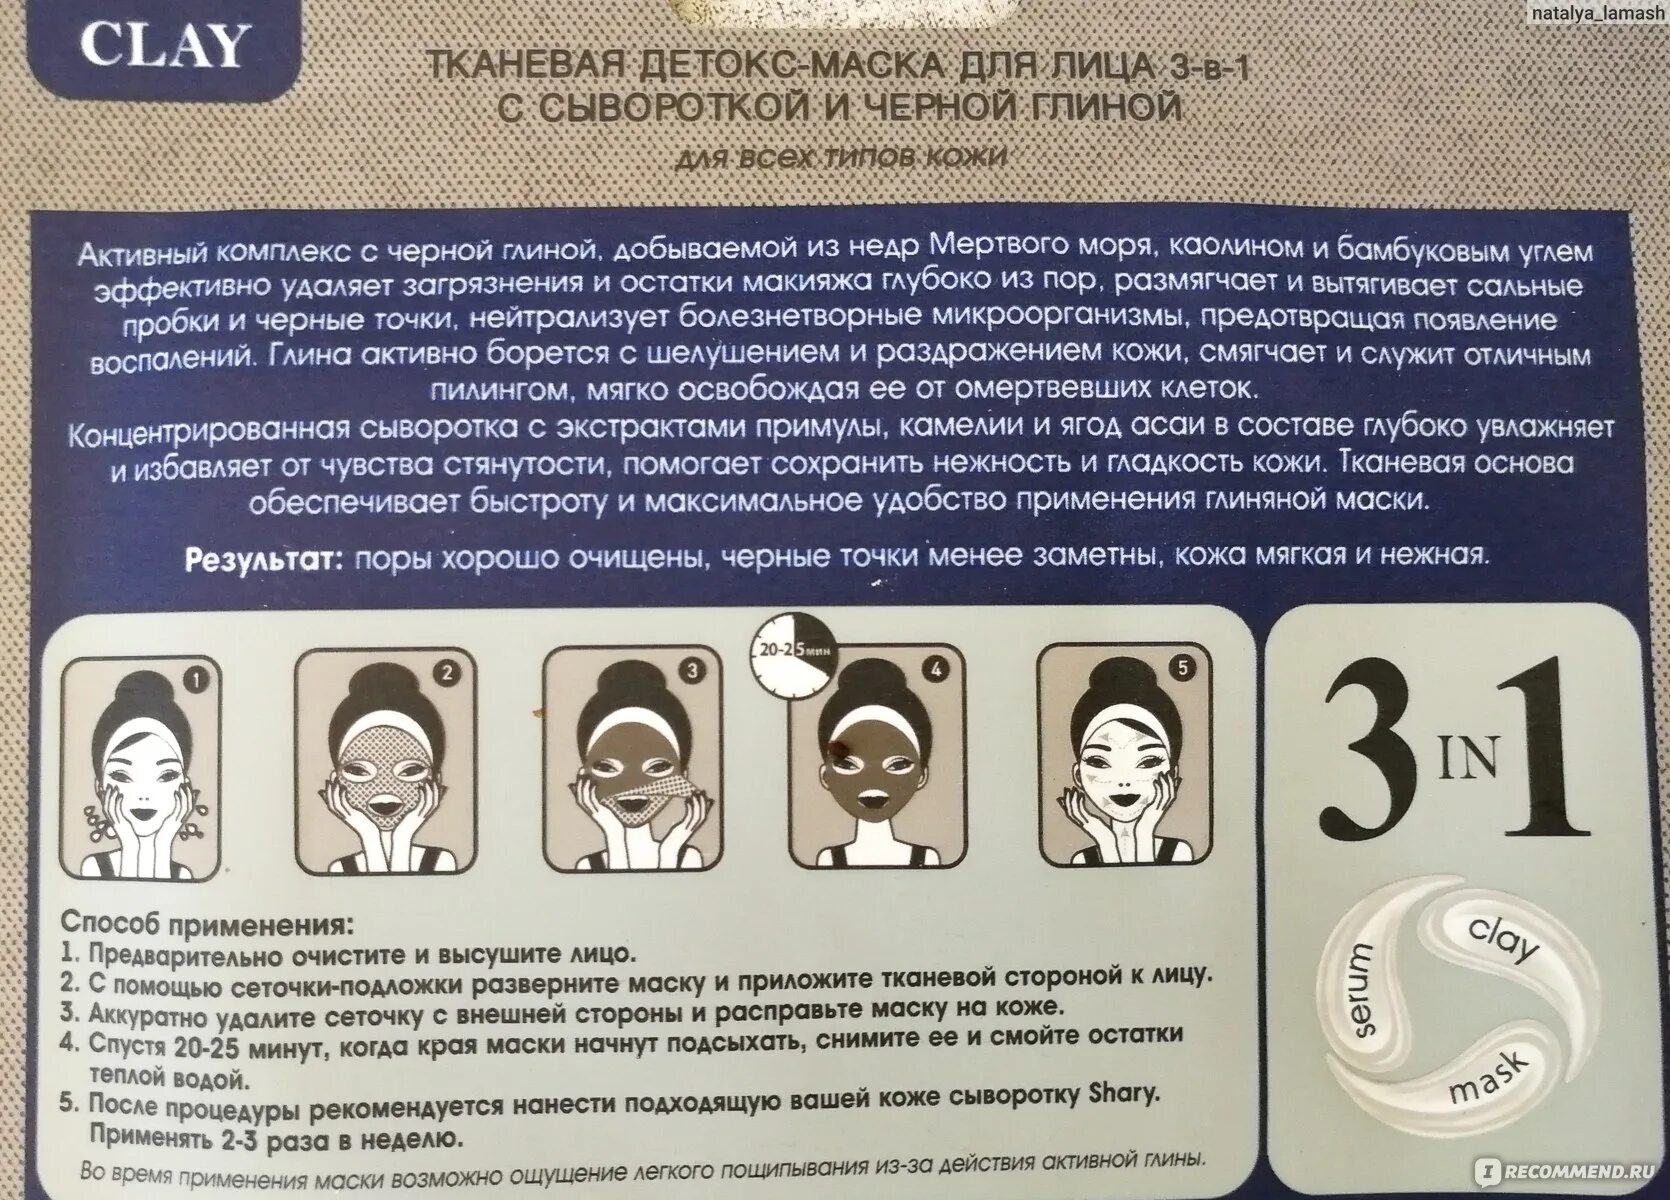 natalya_lamash
CLAY
ТКАНЕВАЯ ДЕТОКС-МАСКА ДЛЯ ЛИЦА 3-в-1
С СЫВОРОТКОЙ И ЧЕРНОЙ ГЛИНОЙ
для всех типов кожи
Активный комплекс с черной глиной, добываемой из недр Мертвого моря, каолином и бамбуковым углем
эффективно удаляет загрязнения и остатки макияжа глубоко из пор, размягчает и вытягивает сальные
пробки и черные точки, нейтрализует болезнетворные микроорганизмы, предотвращая появление
воспалений. Глина активно борется с шелушением и раздражением кожи, смягчает и служит отличным
пилингом, мягко освобождая ее от омертвевших клеток.
Концентрированная сыворотка с экстрактами примулы, камелии и ягод асаи в составе глубоко увлажняет
и избавляет от чувства стянутости, помогает сохранить нежность и гладкость кожи. Тканевая основа
обеспечивает быстроту и максимальное удобство применения глиняной маски.
Результат: поры хорошо очищены, черные точки менее заметны, кожа мягкая и нежная.
1
2
3
20-25мин
4
5
3 IN 1
Способ применения:
1. Предварительно очистите и высушите лицо.
2. С помощью сеточки-подложки разверните маску и приложите тканевой стороной к лицу.
3. Аккуратно удалите сеточку с внешней стороны и расправьте маску на коже.
4. Спустя 20-25 минут, когда края маски начнут подсыхать, снимите ее и смойте остатки
теплой водой.
5. После процедуры рекомендуется нанести подходящую вашей коже сыворотку Shary.
Применять 2-3 раза в неделю.
Во время применения маски возможно ощущение легкого пощипывания из-за действия активной глины.
serum
clay
mask
IRECOMMEND.RU